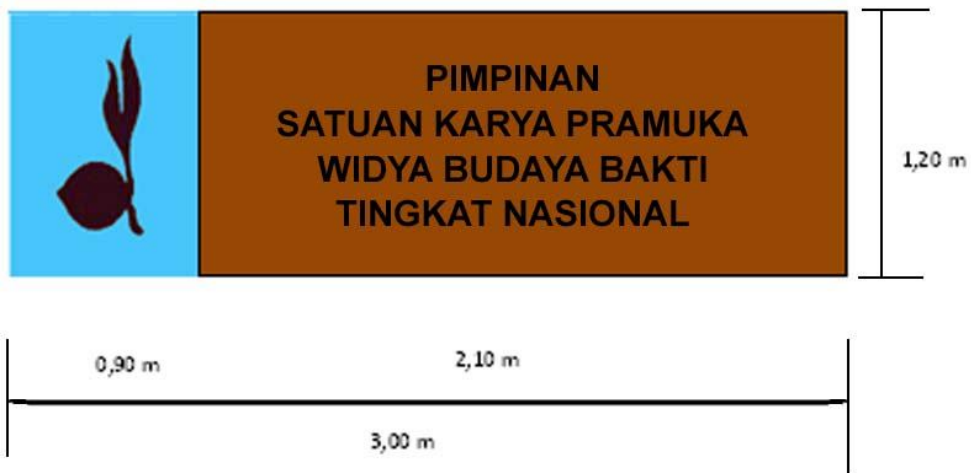 PIMPINAN
SATUAN KARYA PRAMUKA
WIDYA BUDAYA BAKTI
TINGKAT NASIONAL
1,20 m
0,90 m
2,10 m
3,00 m